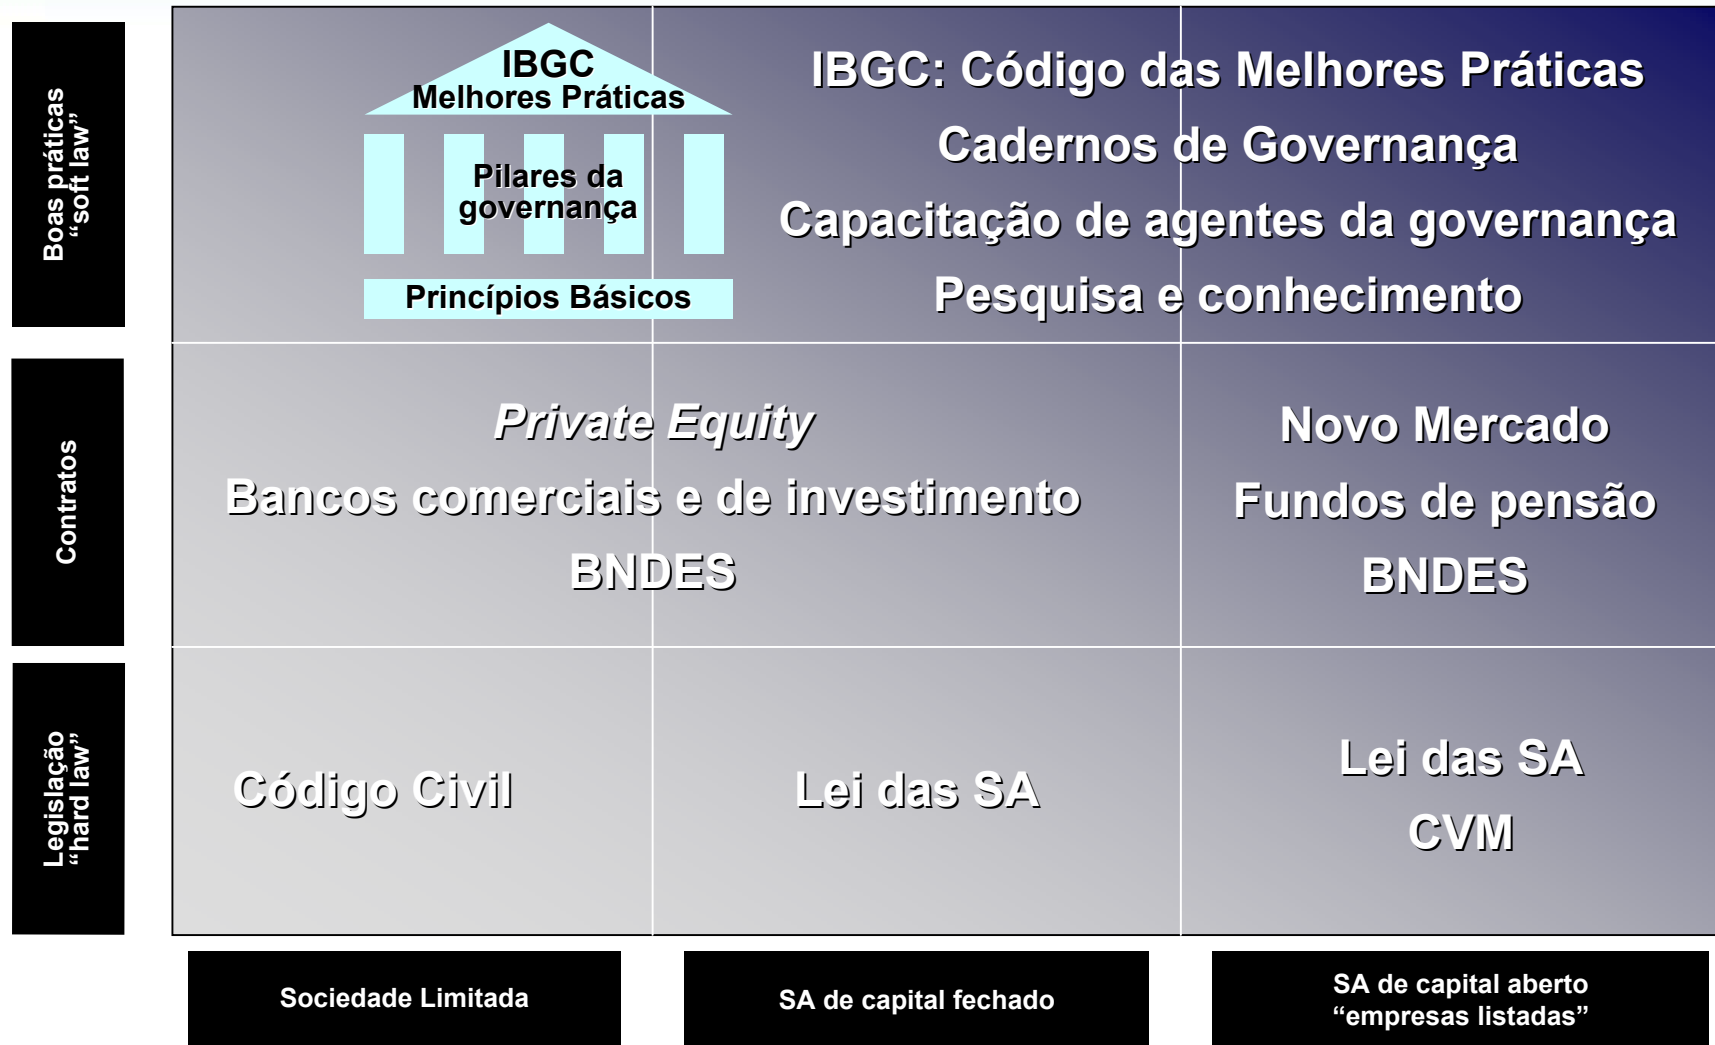 Boas práticas
“soft law”
IBGC
Melhores Práticas
Pilares da
governança
Princípios Básicos
IBGC: Código das Melhores Práticas
Cadernos de Governança
Capacitação de agentes da governança
Pesquisa e conhecimento
Contratos
Private Equity
Bancos comerciais e de investimento
BNDES
Novo Mercado
Fundos de pensão
BNDES
Legislação
“hard law”
Código Civil
Lei das SA
Lei das SA
CVM
Sociedade Limitada
SA de capital fechado
SA de capital aberto
“empresas listadas”